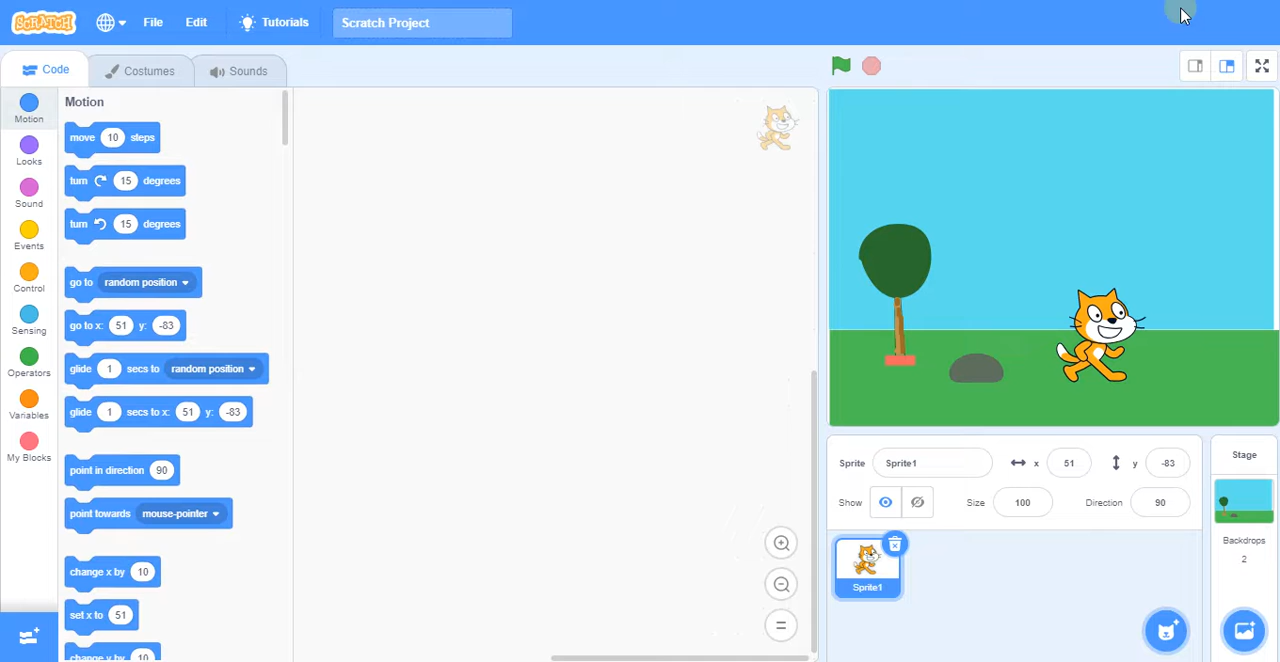 SCRATCH File Edit Tutorials Scratch Project
Code Costumes Sounds
Motion
Looks
Sound
Events
Control
Sensing
Operators
Variables
My Blocks
Motion
move 10 steps
turn 15 degrees
turn 15 degrees
go to random position
go to x: 51 y: -83
glide 1 secs to random position
glide 1 secs to x: 51 y: -83
point in direction 90
point towards mouse-pointer
change x by 10
set x to 51
change y by 10
Sprite Sprite1 x 51 y -83
Show Size 100 Direction 90
Sprite1
Stage
Backdrops
2